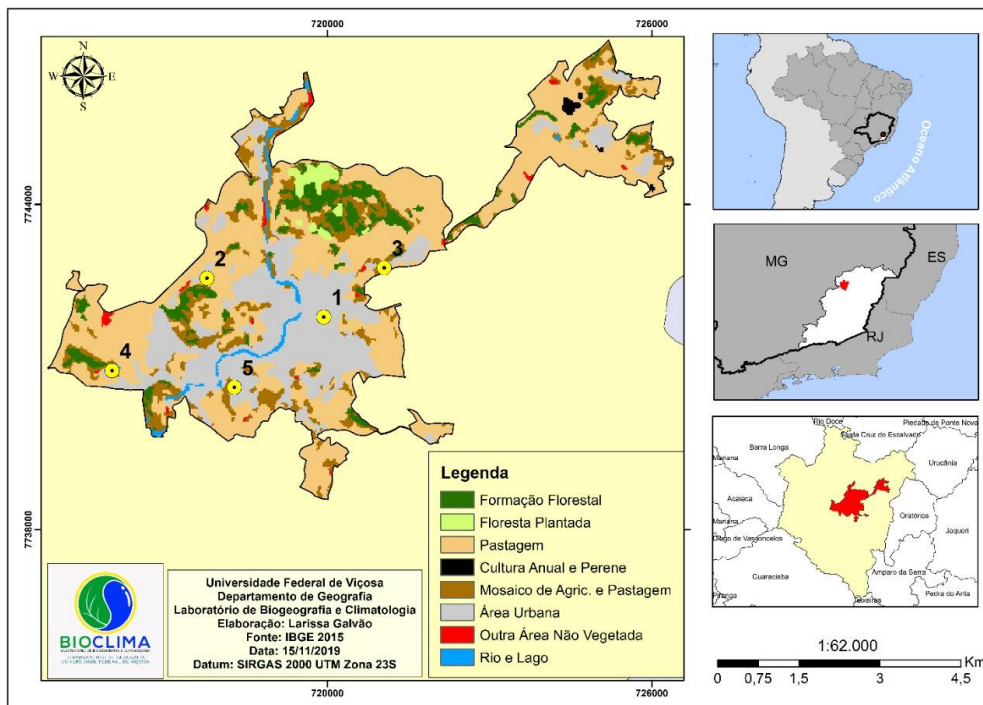 720000
726000
N
W
E
S
7744000
7738000
2
3
1
4
5
Legenda
Formação Florestal
Floresta Plantada
Pastagem
Cultura Anual e Perene
Mosaico de Agric. e Pastagem
Área Urbana
Outra Área Não Vegetada
Rio e Lago
BIOCLIMA
Universidade Federal de Viçosa
Departamento de Geografia
Laboratório de Biogeografia e Climatologia
Elaboração: Larissa Galvão
Fonte: IBGE 2015
Data: 15/11/2019
Datum: SIRGAS 2000 UTM Zona 23S
720000
726000
Oceano Atlântico
MG
ES
RJ
Rio Doce
Piedade de Ponte Nova
Santa Cruz do Escalvado
Barra Longa
Urucânia
Mariana
Acaiaca
Oratórios
Mariana
Diogo de Vasconcelos
Jequeri
Guaraciaba
Amparo da Serra
Piranga
Teixeiras
Pedra do Anta
1:62.000
Km
0 0,75 1,5 3 4,5